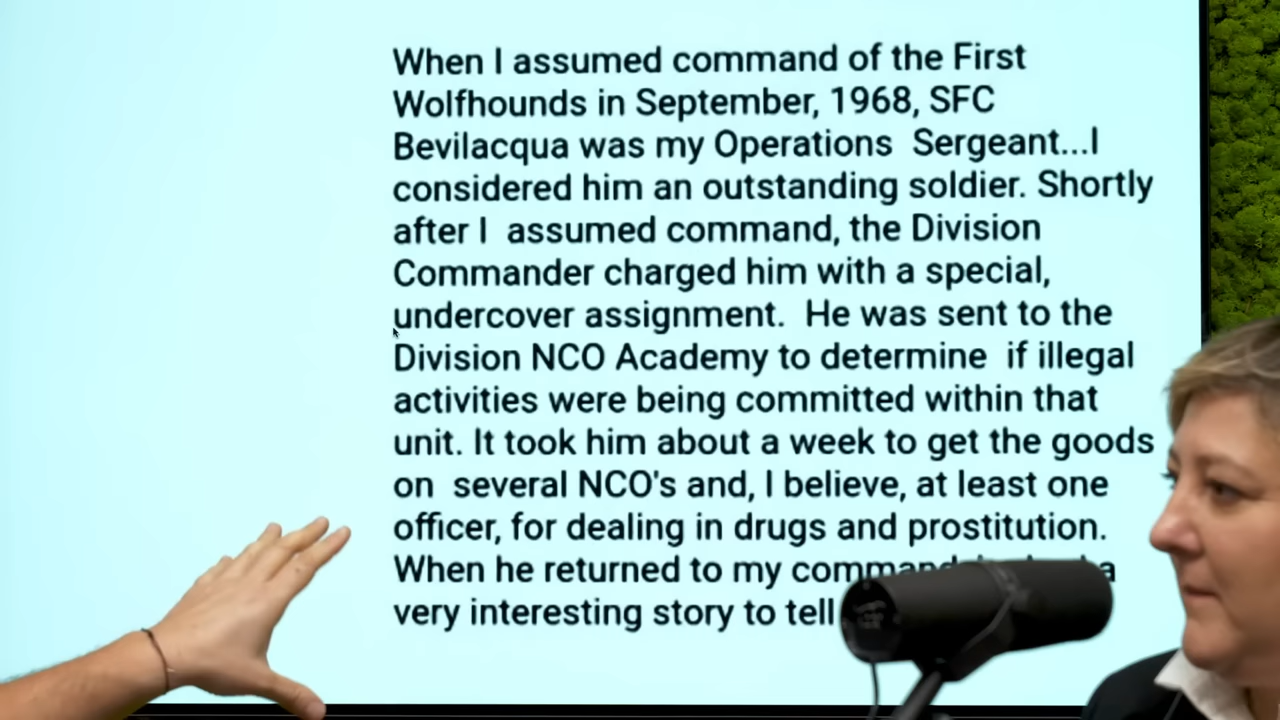 When I assumed command of the First
Wolfhounds in September, 1968, SFC
Bevilacqua was my Operations  Sergeant...I
considered him an outstanding soldier. Shortly
after I  assumed command, the Division
Commander charged him with a special,
undercover assignment.  He was sent to the
Division NCO Academy to determine  if illegal
activities were being committed within that
unit. It took him about a week to get the goods
on  several NCO's and, I believe, at least one
officer, for dealing in drugs and prostitution.
When he returned to my command a
very interesting story to tell